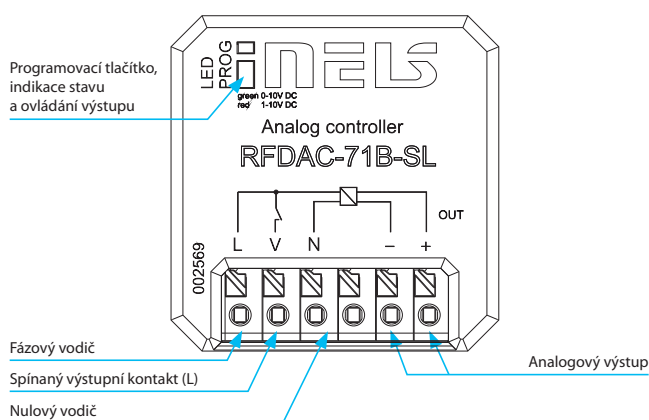 Programovací tlačítko,
indikace stavu
a ovládání výstupu
LED
PROG
NELS
green 0-10V DC
red 1-10V DC
Analog controller
RFDAC-71B-SL
OUT
L V N − +
002569
Fázový vodič
Spínaný výstupní kontakt (L)
Nulový vodič
Analogový výstup